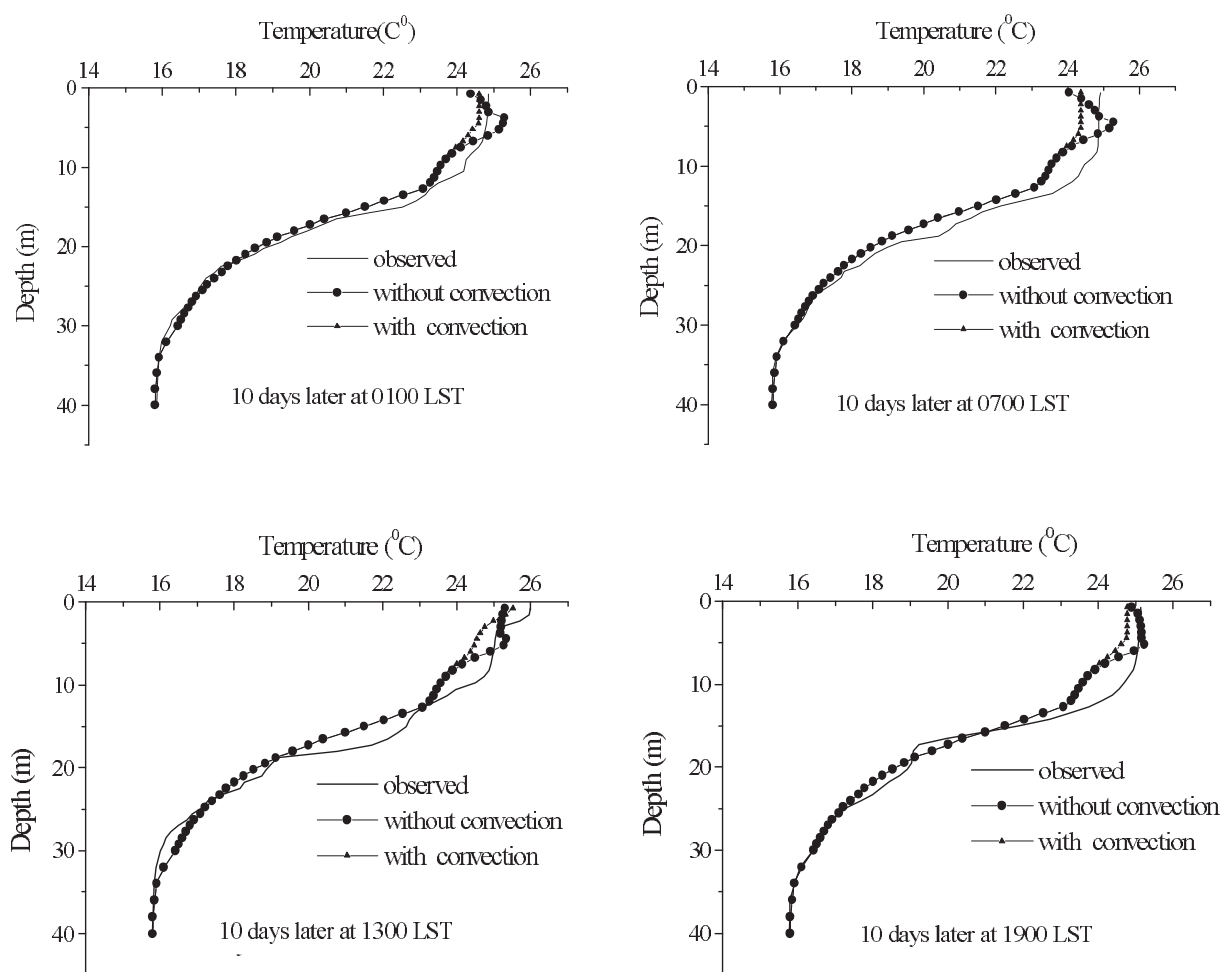 Temperature(C⁰)
14 16 18 20 22 24 26
0
10
20
30
40
Depth (m)
observed
without convection
with convection
10 days later at 0100 LST
Temperature (⁰C)
14 16 18 20 22 24 26
0
10
20
30
40
Depth (m)
observed
without convection
with convection
10 days later at 0700 LST
Temperature (⁰C)
14 16 18 20 22 24 26
0
10
20
30
40
Depth (m)
observed
without convection
with convection
10 days later at 1300 LST
Temperature (⁰C)
14 16 18 20 22 24 26
0
10
20
30
40
Depth (m)
observed
without convection
with convection
10 days later at 1900 LST